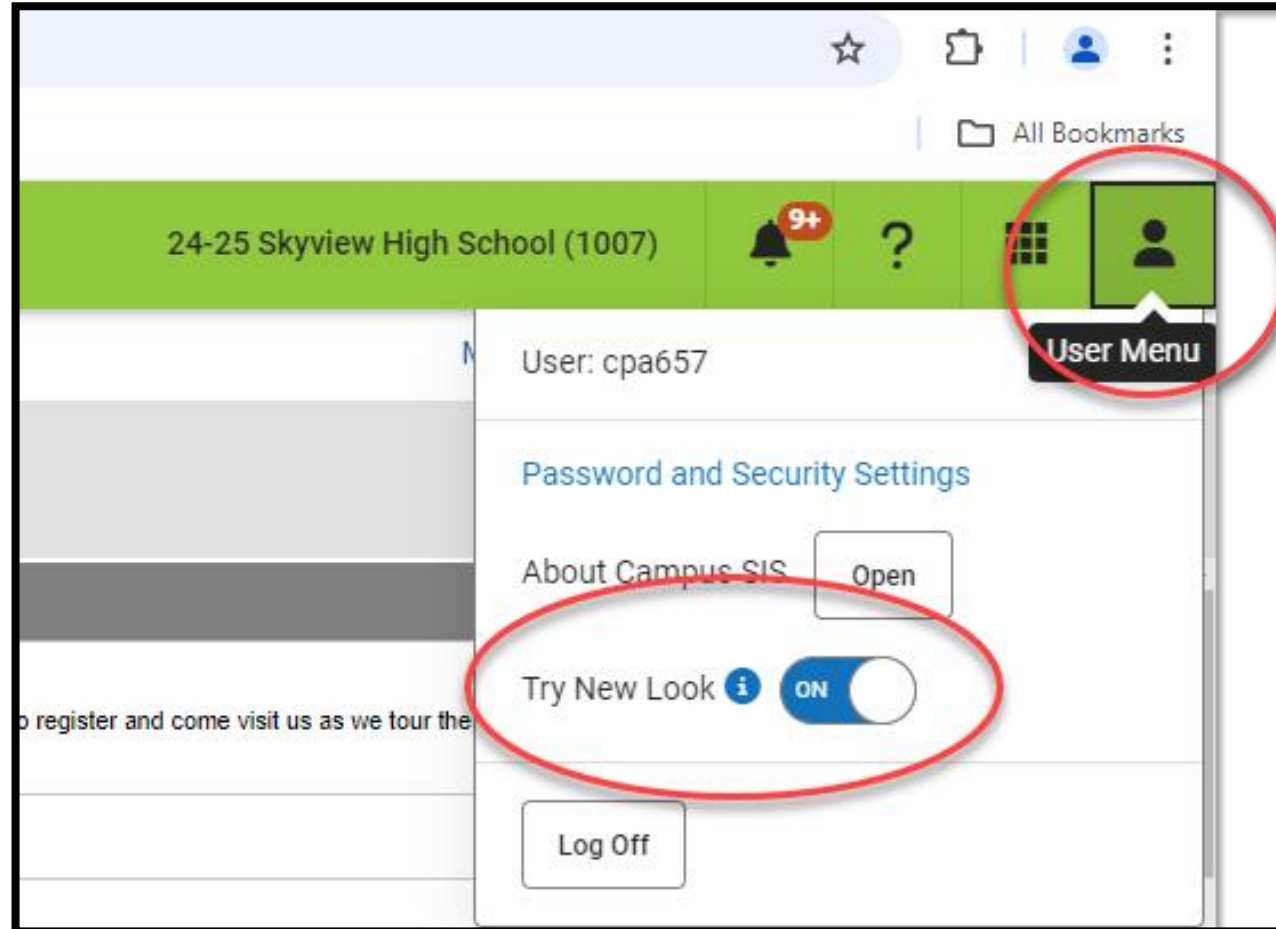 All Bookmarks
24-25 Skyview High School (1007)
9+
?
User: cpa657
User Menu
Password and Security Settings
About Campus SIS Open
Try New Look i ON
o register and come visit us as we tour the
Log Off